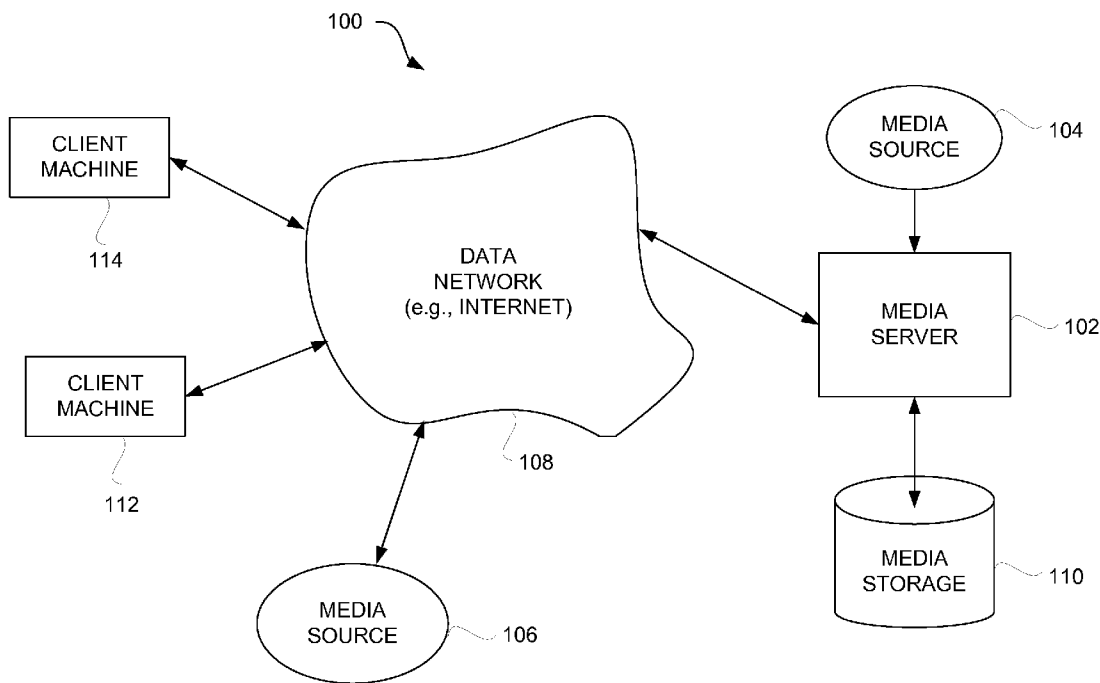 100
MEDIA
SOURCE
104
CLIENT
MACHINE
114
DATA
NETWORK
(e.g., INTERNET)
MEDIA
SERVER
102
CLIENT
MACHINE
112
108
MEDIA
STORAGE
110
MEDIA
SOURCE
106